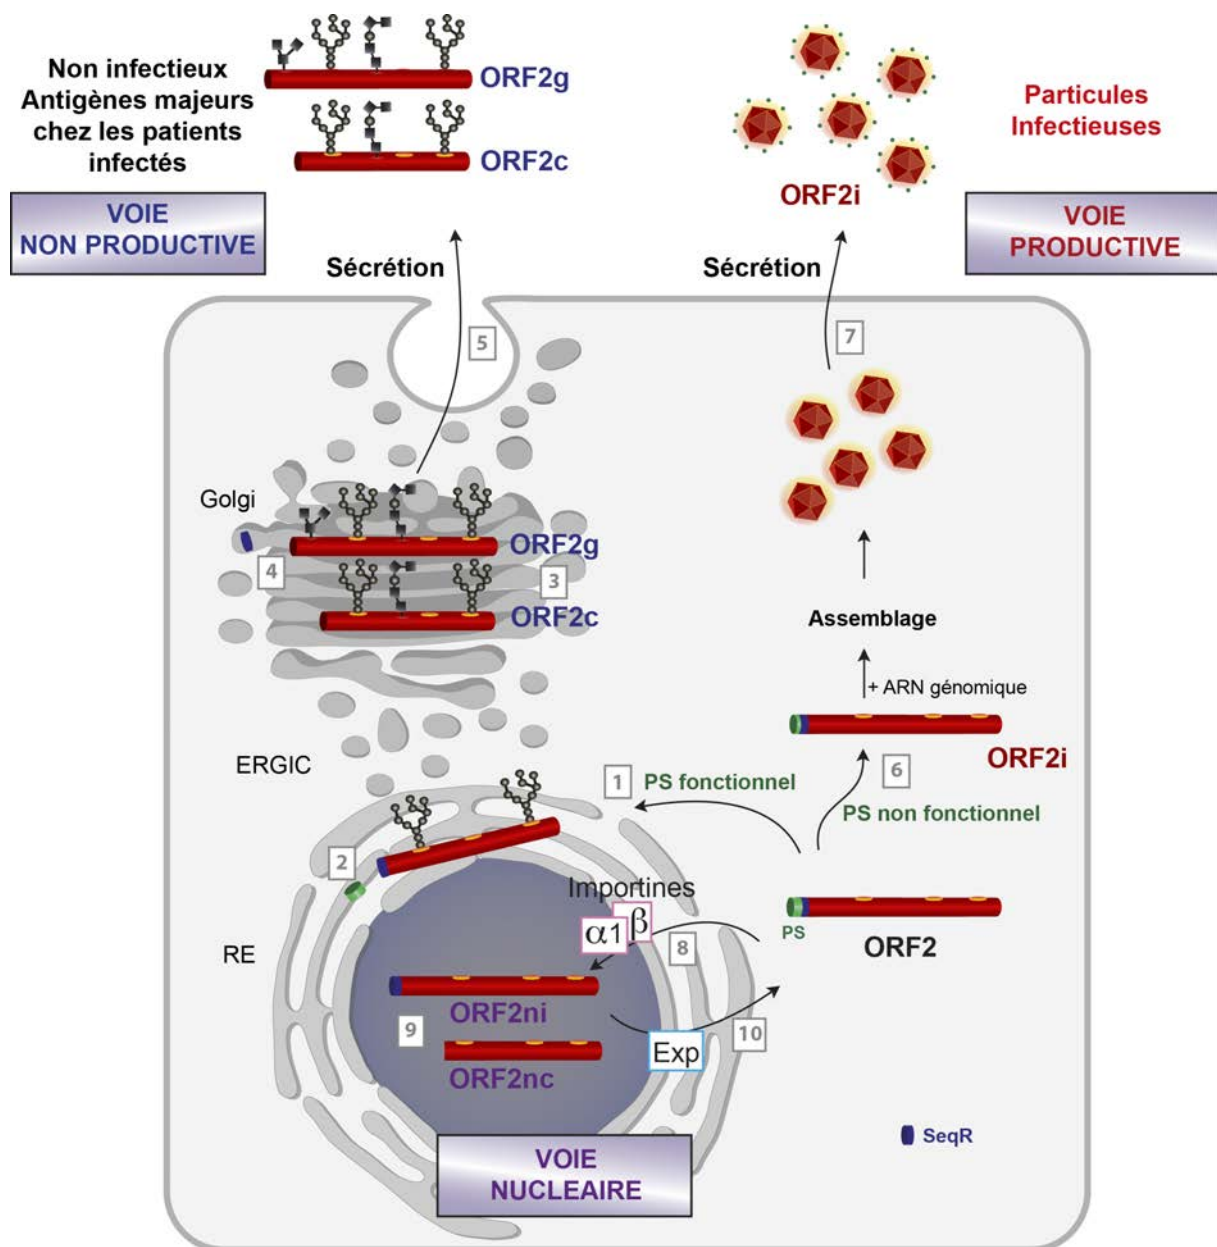 Non infectieux
Antigènes majeurs
chez les patients
infectés
ORF2g
ORF2c
VOIE
NON PRODUCTIVE
Particules
Infectieuses
ORF2i
VOIE
PRODUCTIVE
Sécrétion
5
Sécrétion
7
Golgi
4
ORF2g
3
ORF2c
Assemblage
+ ARN génomique
ORF2i
6
ERGIC
1
PS fonctionnel
PS non fonctionnel
2
RE
Importines
α1
β
8
PS
ORF2
ORF2ni
9
ORF2nc
Exp
10
SeqR
VOIE
NUCLEAIRE